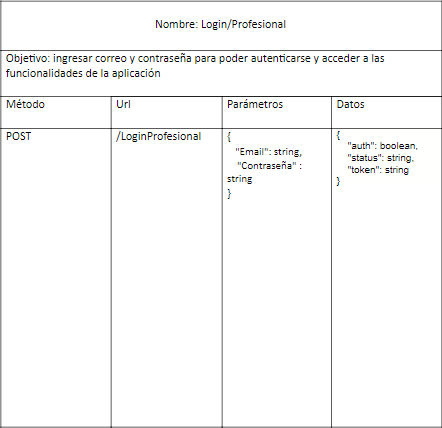 Nombre: Login/Profesional
Objetivo: ingresar correo y contraseña para poder autenticarse y acceder a las
funcionalidades de la aplicación
Método Url Parámetros Datos
POST /LoginProfesional
{
"Email": string,
"Contraseña" :
string
}
{
"auth": boolean,
"status": string,
"token": string
}